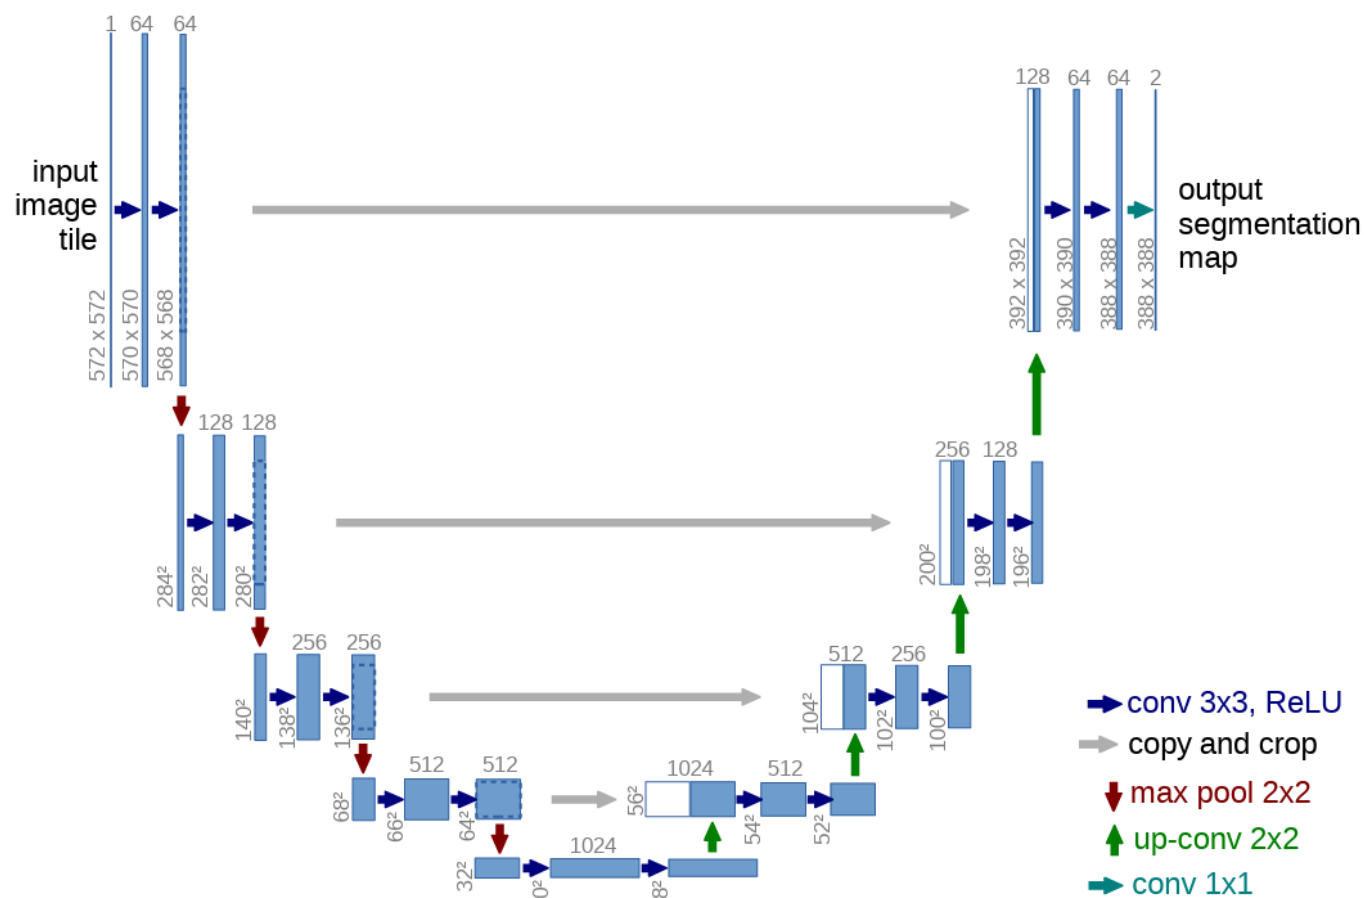 1 64 64
input
image
tile
572 x 572
570 x 570
568 x 568
128 64 64 2
output
segmentation
map
392 x 392
390 x 390
388 x 388
388 x 388
128 128
284²
282²
280²
256 128
200²
198²
196²
256 256
140²
138²
136²
512 256
104²
102²
100²
512 512
68²
66²
64²
1024 512
56²
54²
52²
1024
32²
0²
8²
conv 3x3, ReLU
copy and crop
max pool 2x2
up-conv 2x2
conv 1x1